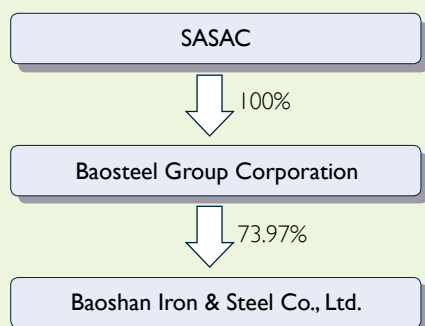 SASAC
100%
Baosteel Group Corporation
73.97%
Baoshan Iron & Steel Co., Ltd.